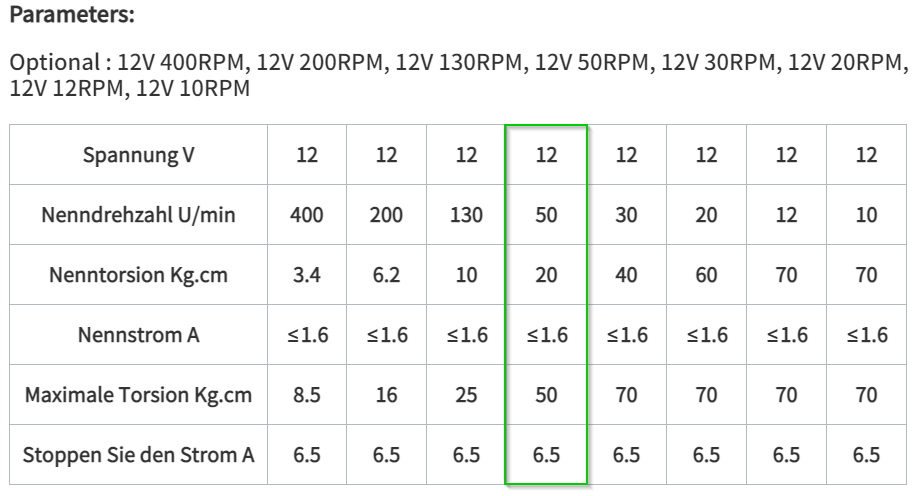 Parameters:
Optional : 12V 400RPM, 12V 200RPM, 12V 130RPM, 12V 50RPM, 12V 30RPM, 12V 20RPM,
12V 12RPM, 12V 10RPM
Spannung V 12 12 12 12 12 12 12 12
Nenndrehzahl U/min 400 200 130 50 30 20 12 10
Nenntorsion Kg.cm 3.4 6.2 10 20 40 60 70 70
Nennstrom A ≤1.6 ≤1.6 ≤1.6 ≤1.6 ≤1.6 ≤1.6 ≤1.6 ≤1.6
Maximale Torsion Kg.cm 8.5 16 25 50 70 70 70 70
Stoppen Sie den Strom A 6.5 6.5 6.5 6.5 6.5 6.5 6.5 6.5